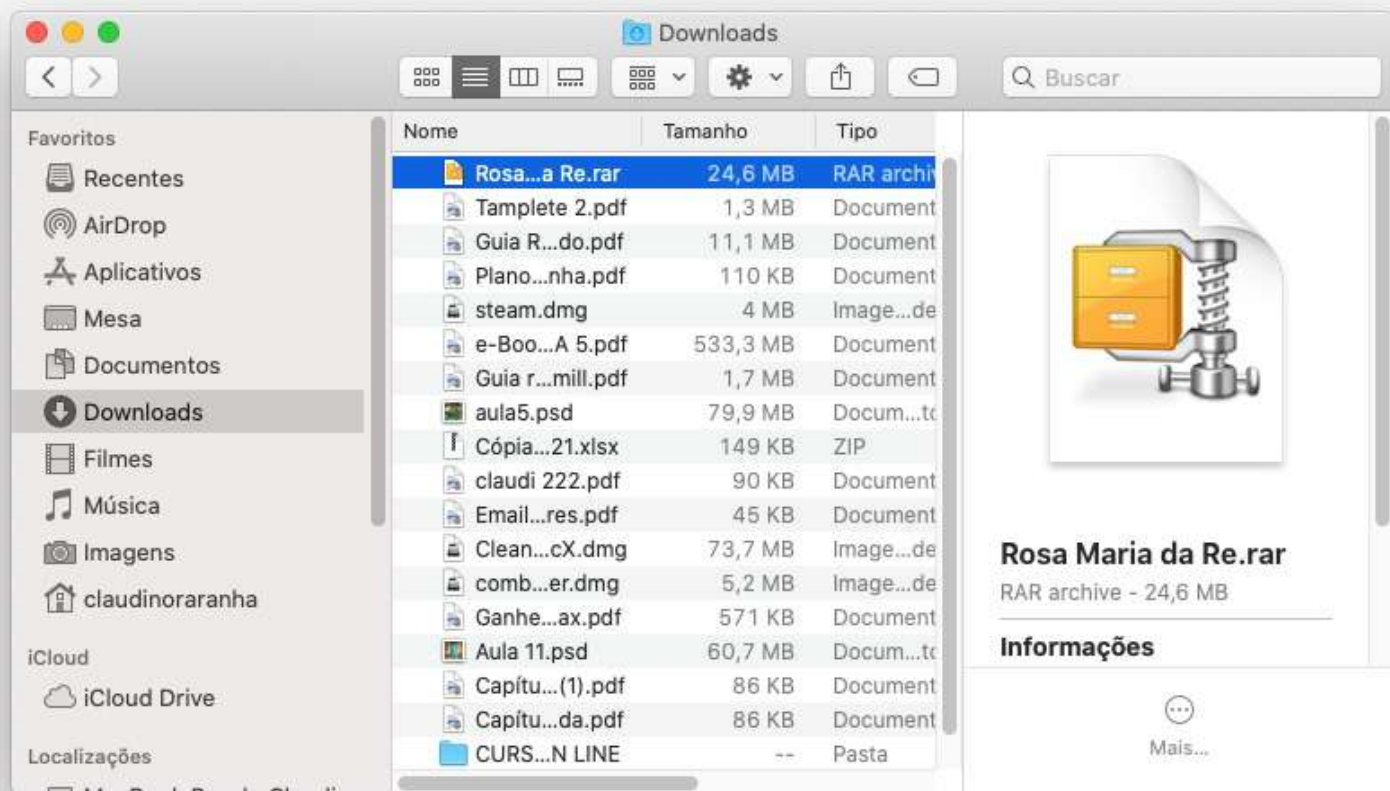 Downloads
Buscar
Favoritos
Recentes
AirDrop
Aplicativos
Mesa
Documentos
Downloads
Filmes
Música
Imagens
claudinoraranha
iCloud
iCloud Drive
Localizações
Nome Tamanho Tipo
Rosa...a Re.rar 24,6 MB RAR archiv
Tamplete 2.pdf 1,3 MB Document
Guia R...do.pdf 11,1 MB Document
Plano...nha.pdf 110 KB Document
steam.dmg 4 MB Image...de
e-Boo...A 5.pdf 533,3 MB Document
Guia r...mill.pdf 1,7 MB Document
aula5.psd 79,9 MB Docum...to
Cópia...21.xlsx 149 KB ZIP
claudi 222.pdf 90 KB Document
Email...res.pdf 45 KB Document
Clean...cX.dmg 73,7 MB Image...de
comb...er.dmg 5,2 MB Image...de
Ganhe...ax.pdf 571 KB Document
Aula 11.psd 60,7 MB Docum...to
Capítu...(1).pdf 86 KB Document
Capítu...da.pdf 86 KB Document
CURS...N LINE -- Pasta
Rosa Maria da Re.rar
RAR archive - 24,6 MB
Informações
Mais...